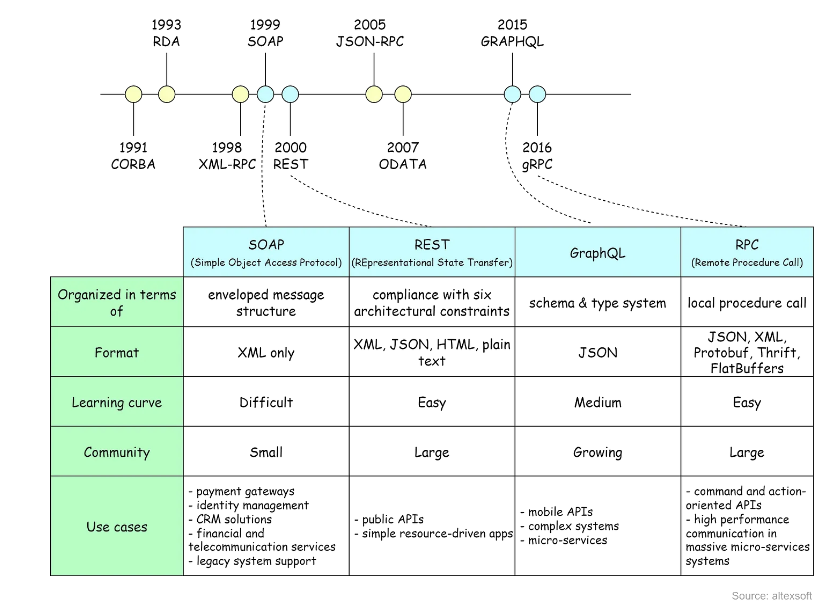 1993
RDA
1999
SOAP
2005
JSON-RPC
2015
GRAPHQL
1991
CORBA
1998
XML-RPC
2000
REST
2007
ODATA
2016
gRPC
SOAP
(Simple Object Access Protocol)
REST
(REpresentational State Transfer)
GraphQL
RPC
(Remote Procedure Call)
Organized in terms
of
enveloped message
structure
compliance with six
architectural constraints
schema & type system
local procedure call
Format
XML only
XML, JSON, HTML, plain
text
JSON
JSON, XML,
Protobuf, Thrift,
FlatBuffers
Learning curve
Difficult
Easy
Medium
Easy
Community
Small
Large
Growing
Large
Use cases
- payment gateways
- identity management
- CRM solutions
- financial and
telecommunication services
- legacy system support
- public APIs
- simple resource-driven apps
- mobile APIs
- complex systems
- micro-services
- command and action-
oriented APIs
- high performance
communication in
massive micro-services
systems
Source: altexsoft